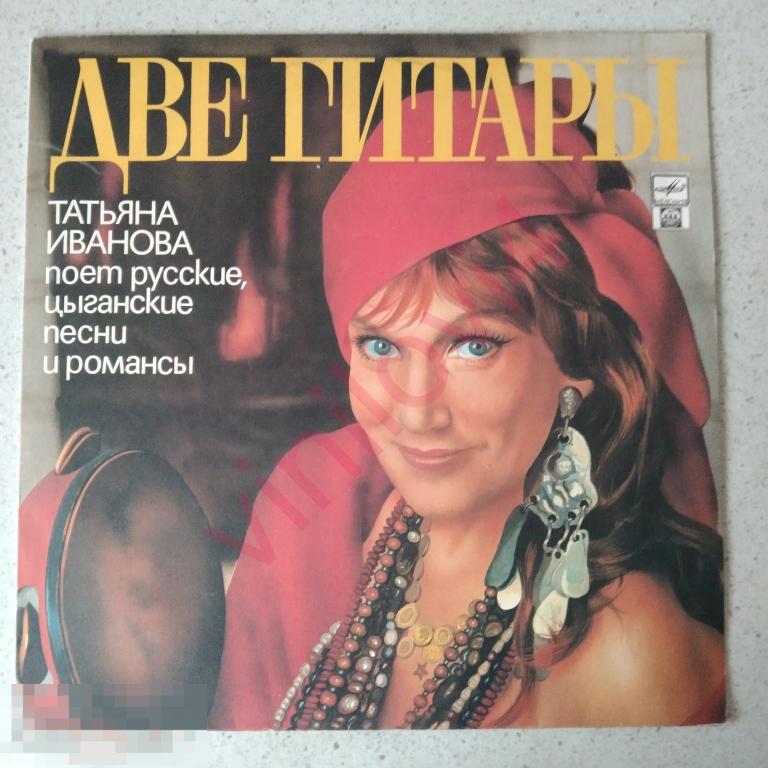 ДВЕ ГИТАРЫ
ТАТЬЯНА
ИВАНОВА
поет русские,
цыганские
песни
и романсы